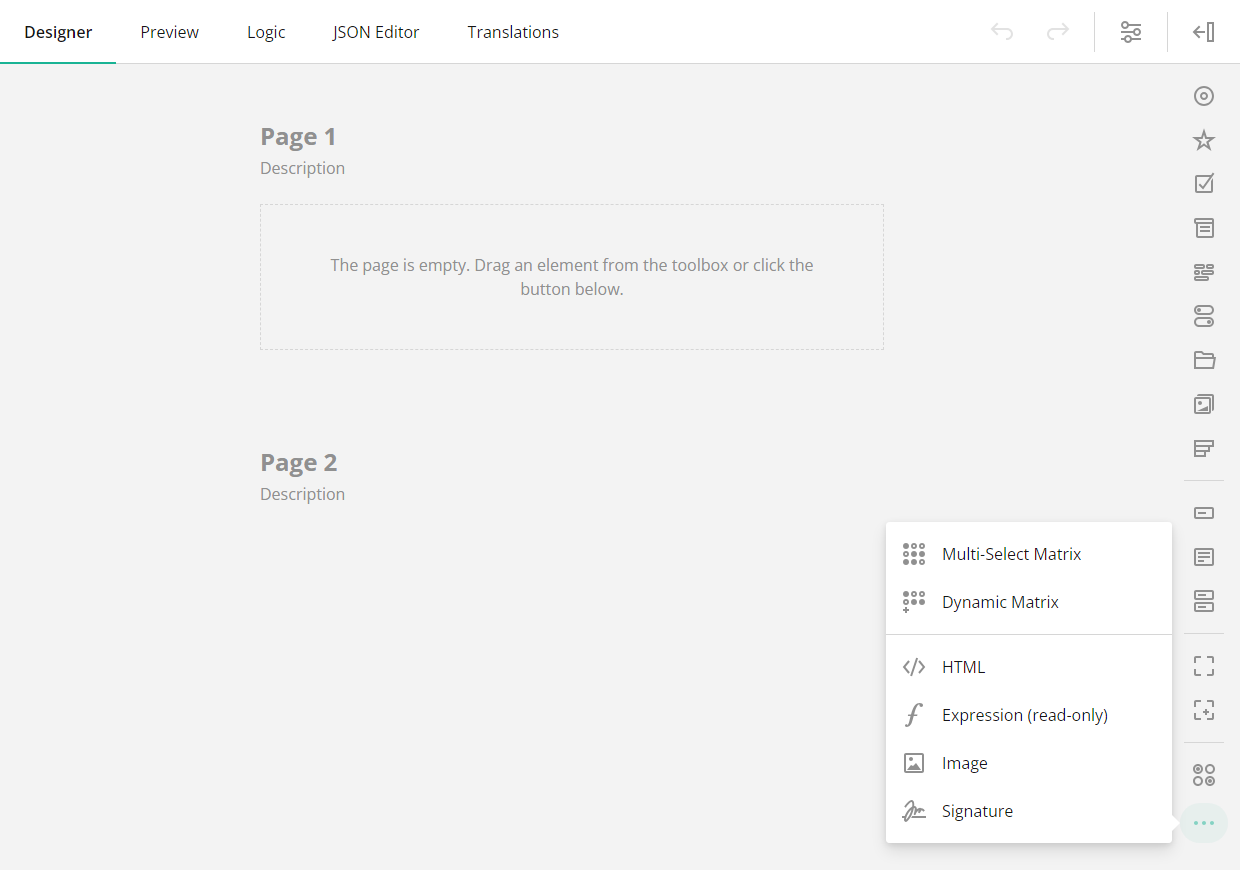 Designer Preview Logic JSON Editor Translations
Page 1
Description
The page is empty. Drag an element from the toolbox or click the
button below.
Page 2
Description
Multi-Select Matrix
Dynamic Matrix
HTML
Expression (read-only)
Image
Signature